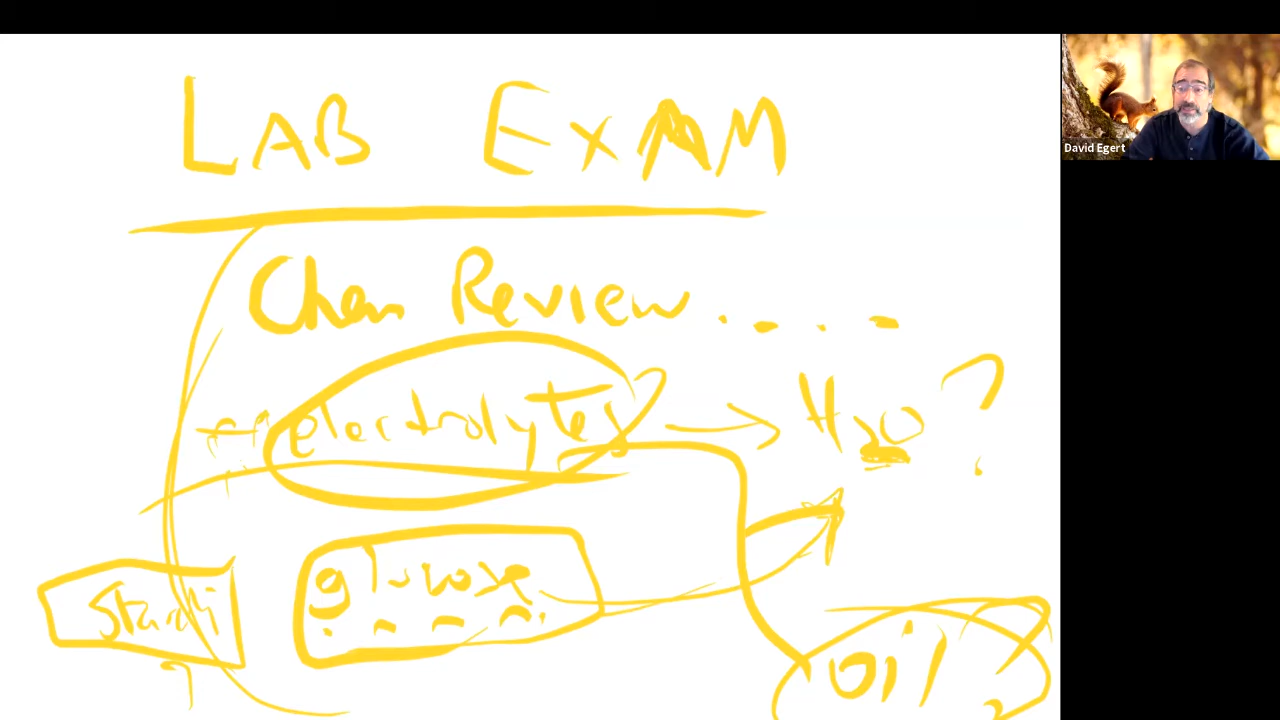 LAB EXAM
David Egert
Chem Review....
electrolytes → H2O?
Starch glucose
oil
?